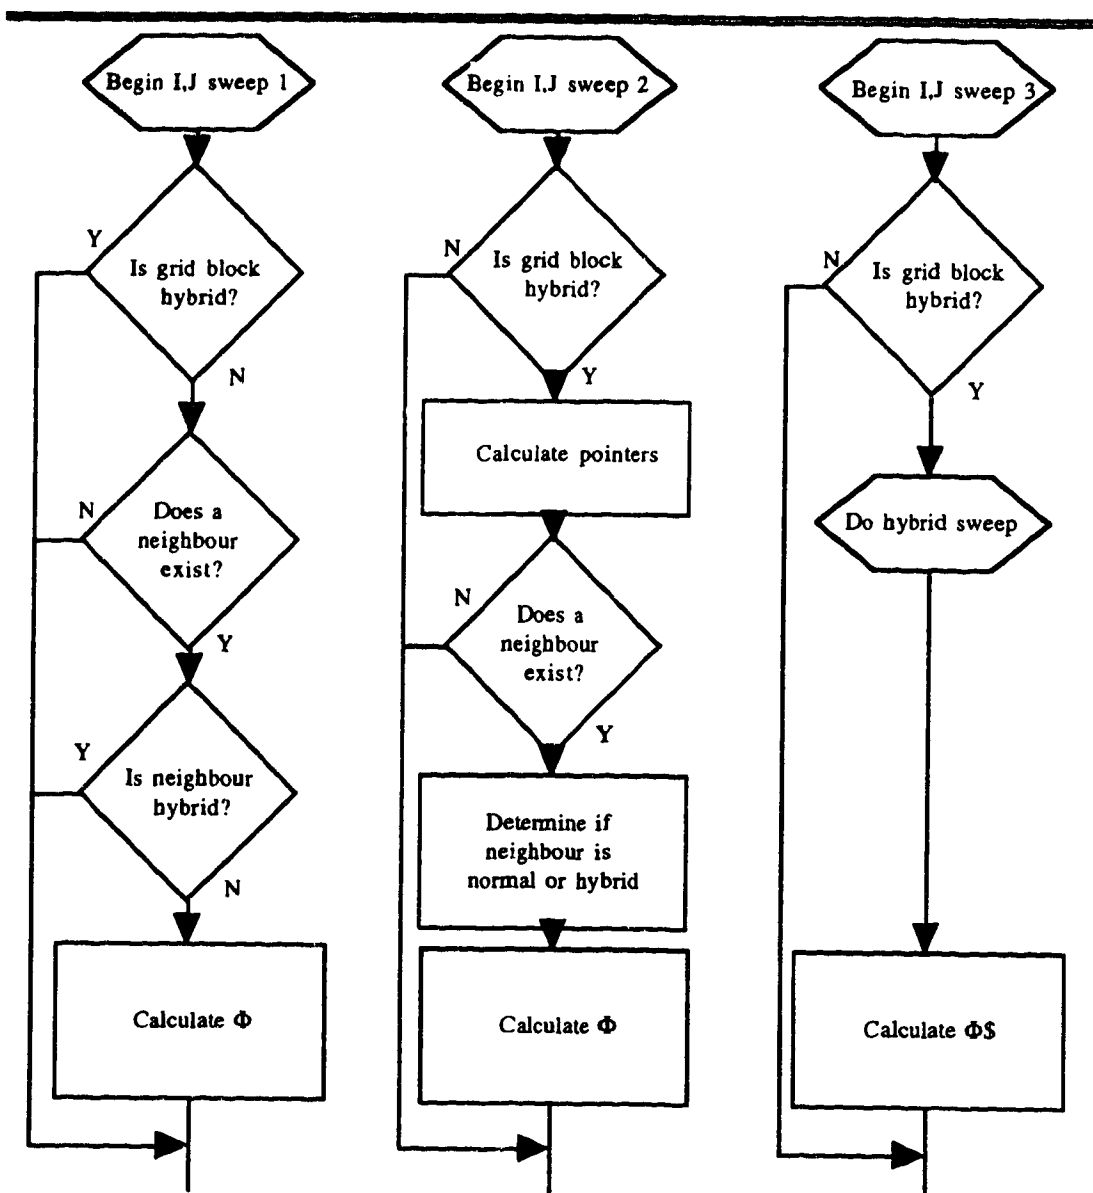 Begin I,J sweep 1
Y
Is grid block
hybrid?
N
N
Does a
neighbour
exist?
Y
Y
Is neighbour
hybrid?
N
Calculate Φ
Begin I,J sweep 2
N
Is grid block
hybrid?
Y
Calculate pointers
N
Does a
neighbour
exist?
Y
Determine if
neighbour is
normal or hybrid
Calculate Φ
Begin I,J sweep 3
N
Is grid block
hybrid?
Y
Do hybrid sweep
Calculate Φ$